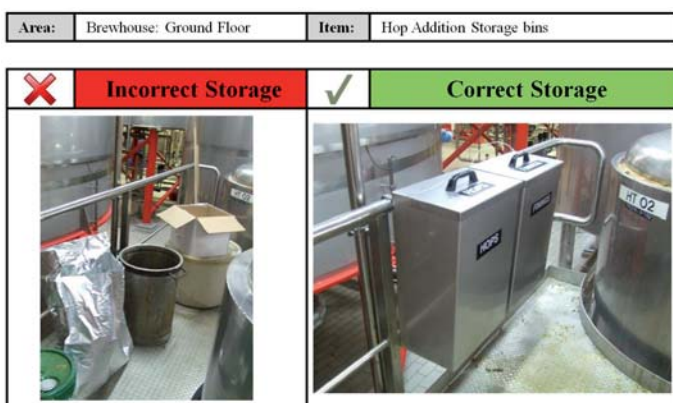 Area: Brewhouse: Ground Floor Item: Hop Addition Storage bins
Incorrect Storage Correct Storage
HT 02
HOPS